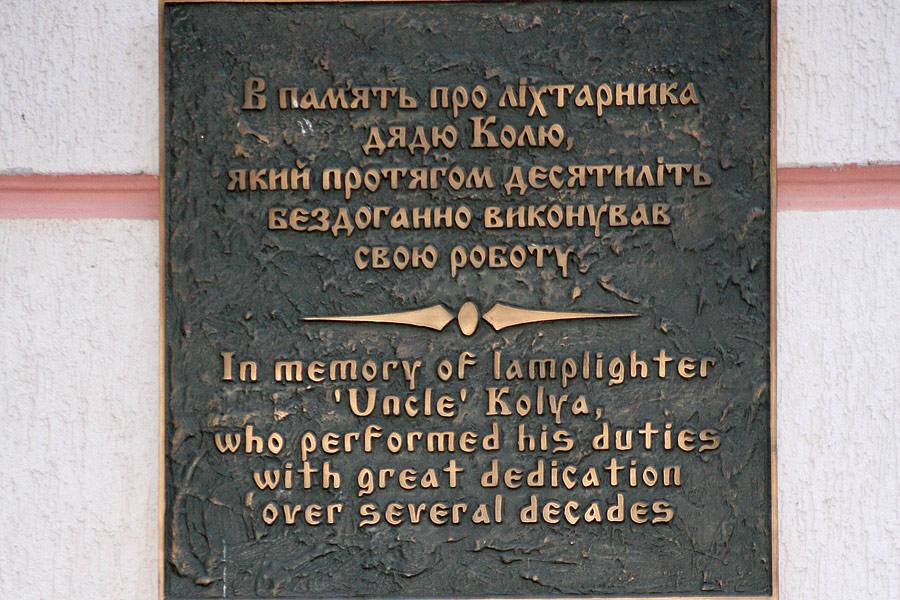 В пам'ять про ліхтарника
дядю Колю,
який протягом десятиліть
бездоганно виконував
свою роботу
In memory of lamplighter
'Uncle' Kolya,
who performed his duties
with great dedication
over several decades